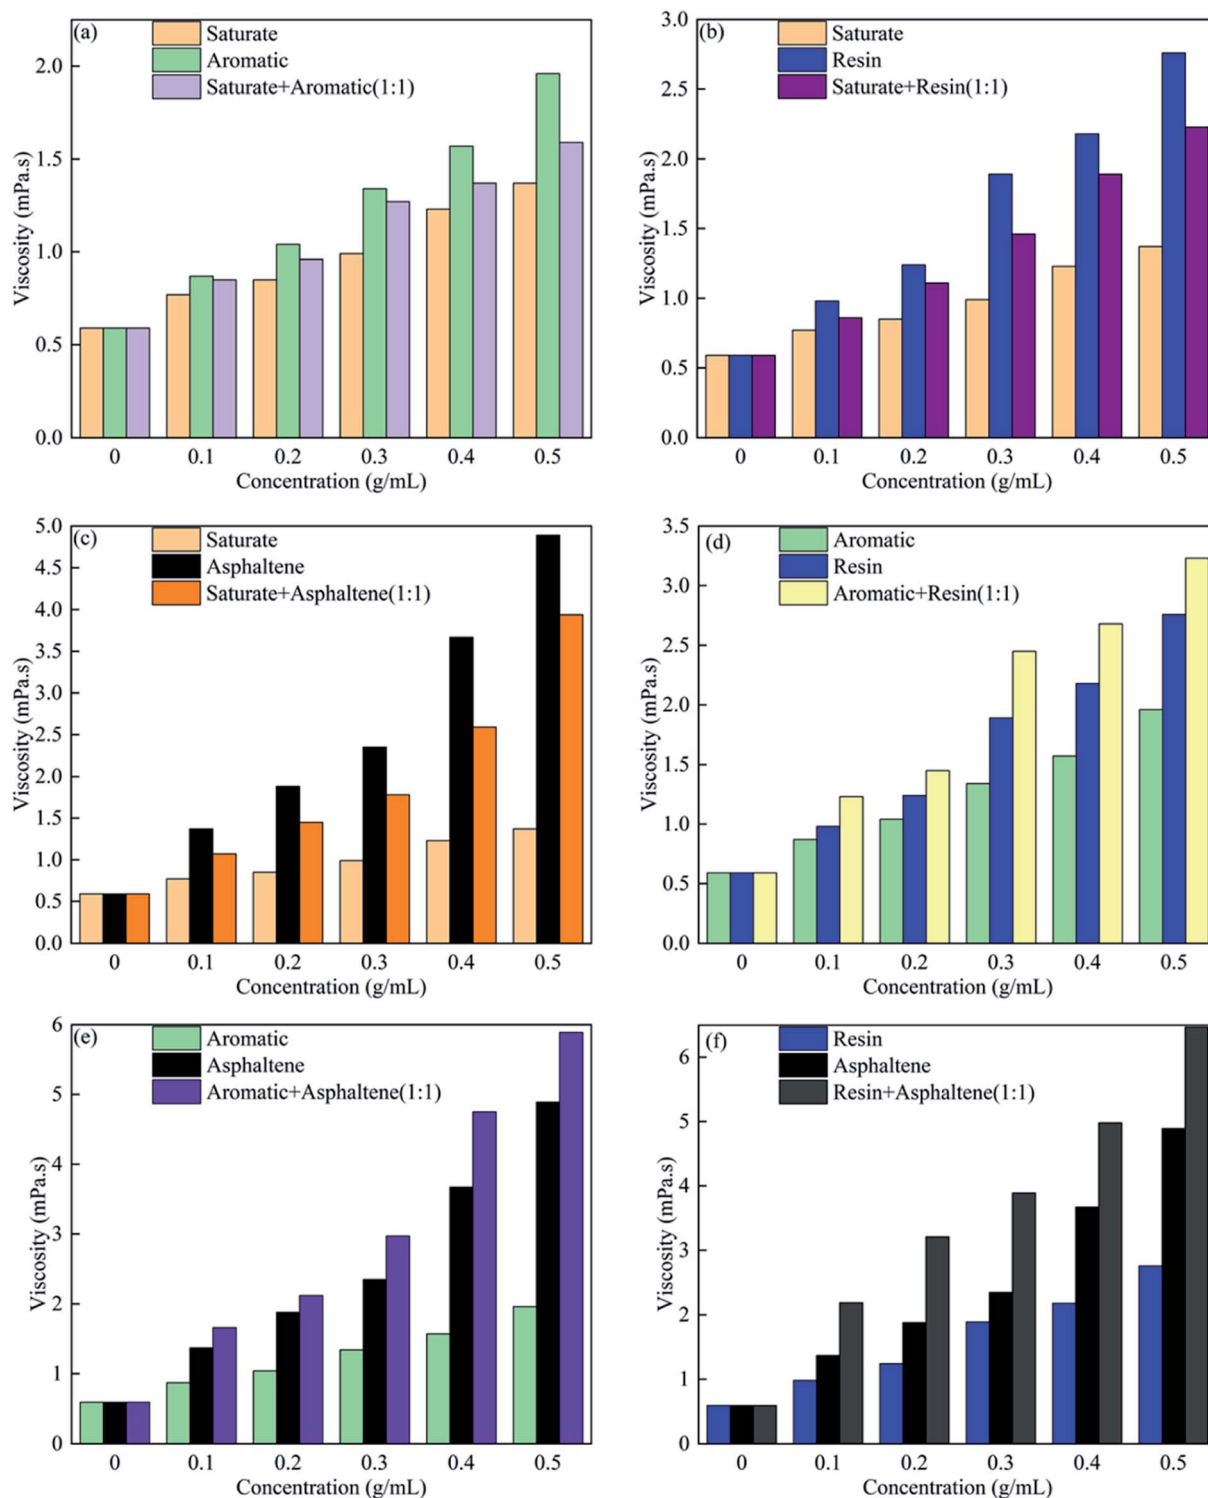 (a)
Saturate
Aromatic
Saturate+Aromatic(1:1)
2.0
1.5
1.0
0.5
0.0
Viscosity (mPa.s)
0 0.1 0.2 0.3 0.4 0.5
Concentration (g/mL)
(b)
Saturate
Resin
Saturate+Resin(1:1)
3.0
2.5
2.0
1.5
1.0
0.5
0.0
Viscosity (mPa.s)
0 0.1 0.2 0.3 0.4 0.5
Concentration (g/mL)
(c)
Saturate
Asphaltene
Saturate+Asphaltene(1:1)
5.0
4.5
4.0
3.5
3.0
2.5
2.0
1.5
1.0
0.5
0.0
Viscosity (mPa.s)
0 0.1 0.2 0.3 0.4 0.5
Concentration (g/mL)
(d)
Aromatic
Resin
Aromatic+Resin(1:1)
3.5
3.0
2.5
2.0
1.5
1.0
0.5
0.0
Viscosity (mPa.s)
0 0.1 0.2 0.3 0.4 0.5
Concentration (g/mL)
(e)
Aromatic
Asphaltene
Aromatic+Asphaltene(1:1)
6
5
4
3
2
1
0
Viscosity (mPa.s)
0 0.1 0.2 0.3 0.4 0.5
Concentration (g/mL)
(f)
Resin
Asphaltene
Resin+Asphaltene(1:1)
6
5
4
3
2
1
0
Viscosity (mPa.s)
0 0.1 0.2 0.3 0.4 0.5
Concentration (g/mL)